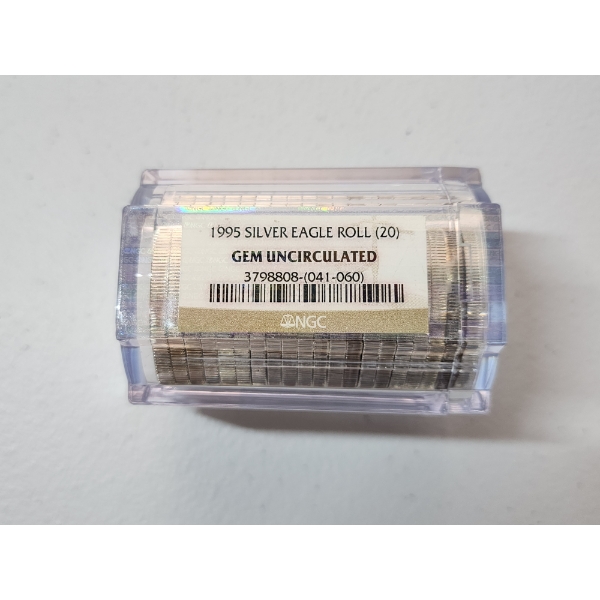 1995 SILVER EAGLE ROLL (20)
GEM UNCIRCULATED
3798808-(041-060)
NGC